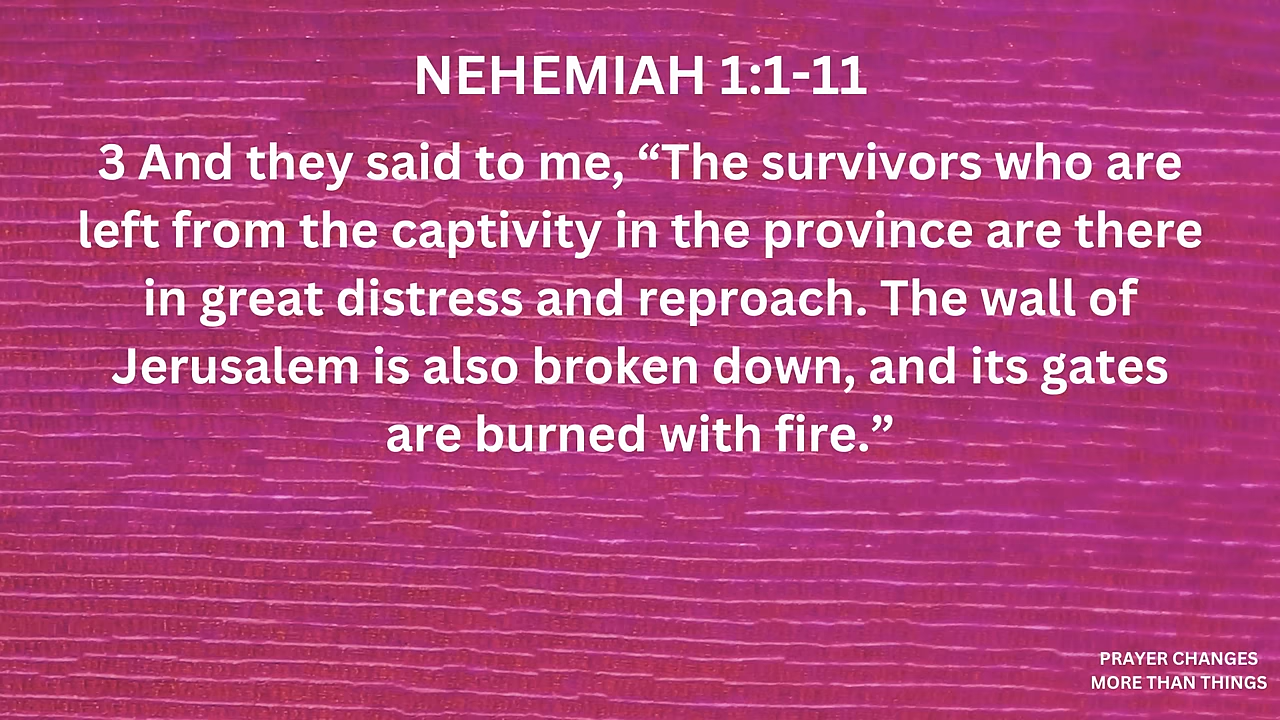 NEHEMIAH 1:1-11
3 And they said to me, “The survivors who are
left from the captivity in the province are there
in great distress and reproach. The wall of
Jerusalem is also broken down, and its gates
are burned with fire.”
PRAYER CHANGES
MORE THAN THINGS